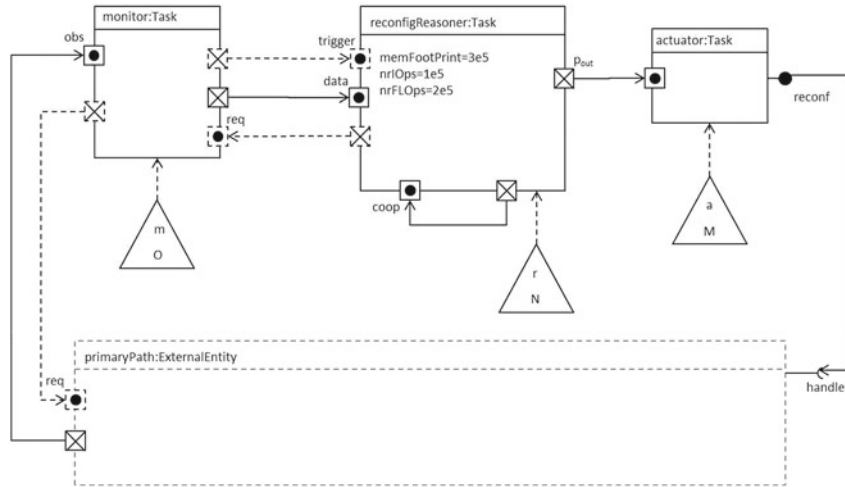 monitor:Task
obs
req
reconfigReasoner:Task
trigger
data
memFootPrint=3e5
nrIOps=1e5
nrFLOps=2e5
coop
pout
actuator:Task
reconf
m
O
r
N
a
M
primaryPath:ExternalEntity
req
handle